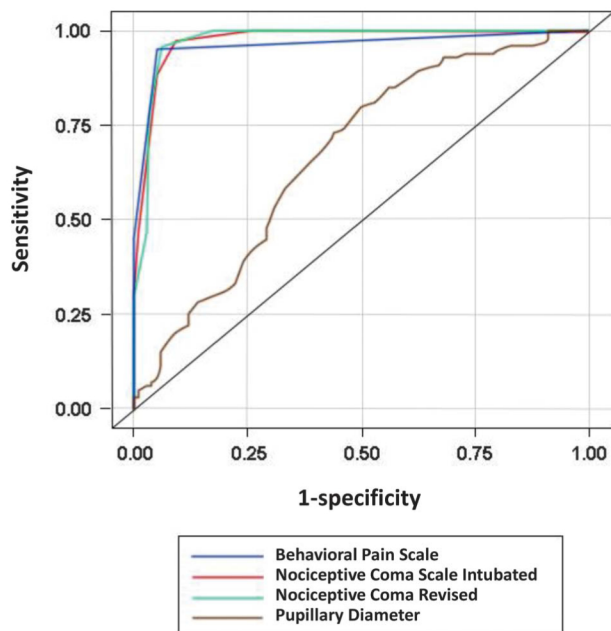 1.00
0.75
0.50
0.25
0.00
Sensitivity
0.00 0.25 0.50 0.75 1.00
1-specificity
Behavioral Pain Scale
Nociceptive Coma Scale Intubated
Nociceptive Coma Revised
Pupillary Diameter